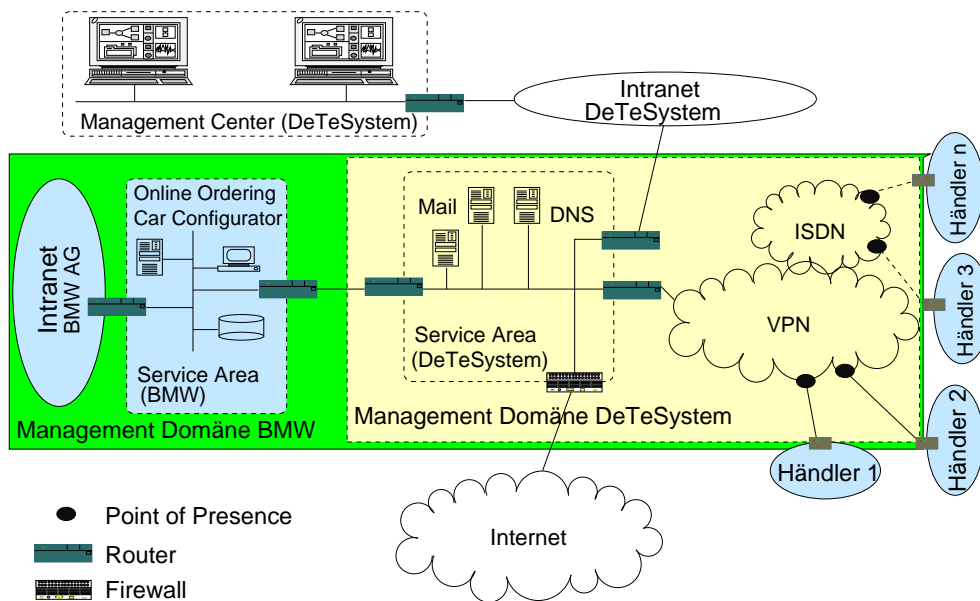 Management Center (DeTeSystem)
Intranet
DeTeSystem
Intranet
BMW AG
Online Ordering
Car Configurator
Service Area
(BMW)
Management Domäne BMW
Mail
DNS
Service Area
(DeTeSystem)
Management Domäne DeTeSystem
ISDN
VPN
Händler n
Händler 3
Händler 2
Händler 1
Internet
Point of Presence
Router
Firewall